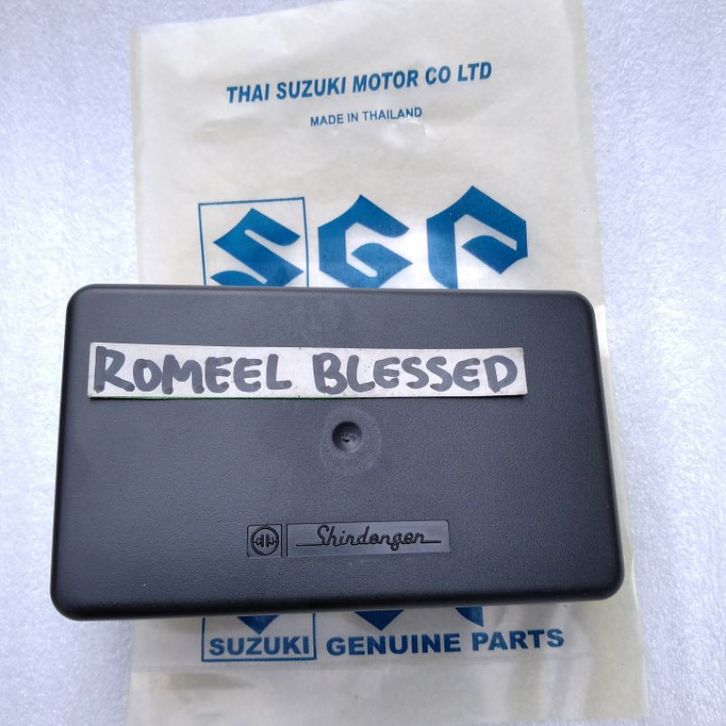 THAI SUZUKI MOTOR CO LTD
MADE IN THAILAND
SGP
ROMEEL BLESSED
Shindengen
SUZUKI GENUINE PARTS